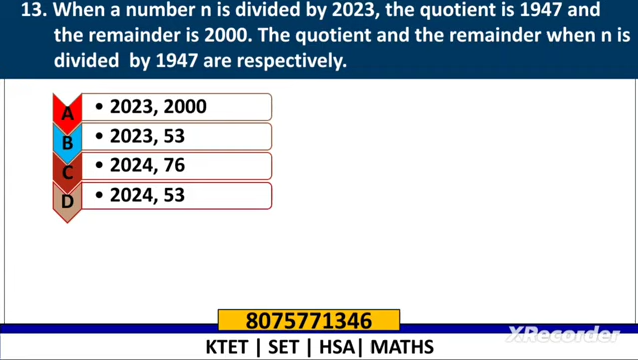 13. When a number n is divided by 2023, the quotient is 1947 and
the remainder is 2000. The quotient and the remainder when n is
divided by 1947 are respectively.
A • 2023, 2000
B • 2023, 53
C • 2024, 76
D • 2024, 53
8075771346
XRecorder
KTET | SET | HSA| MATHS